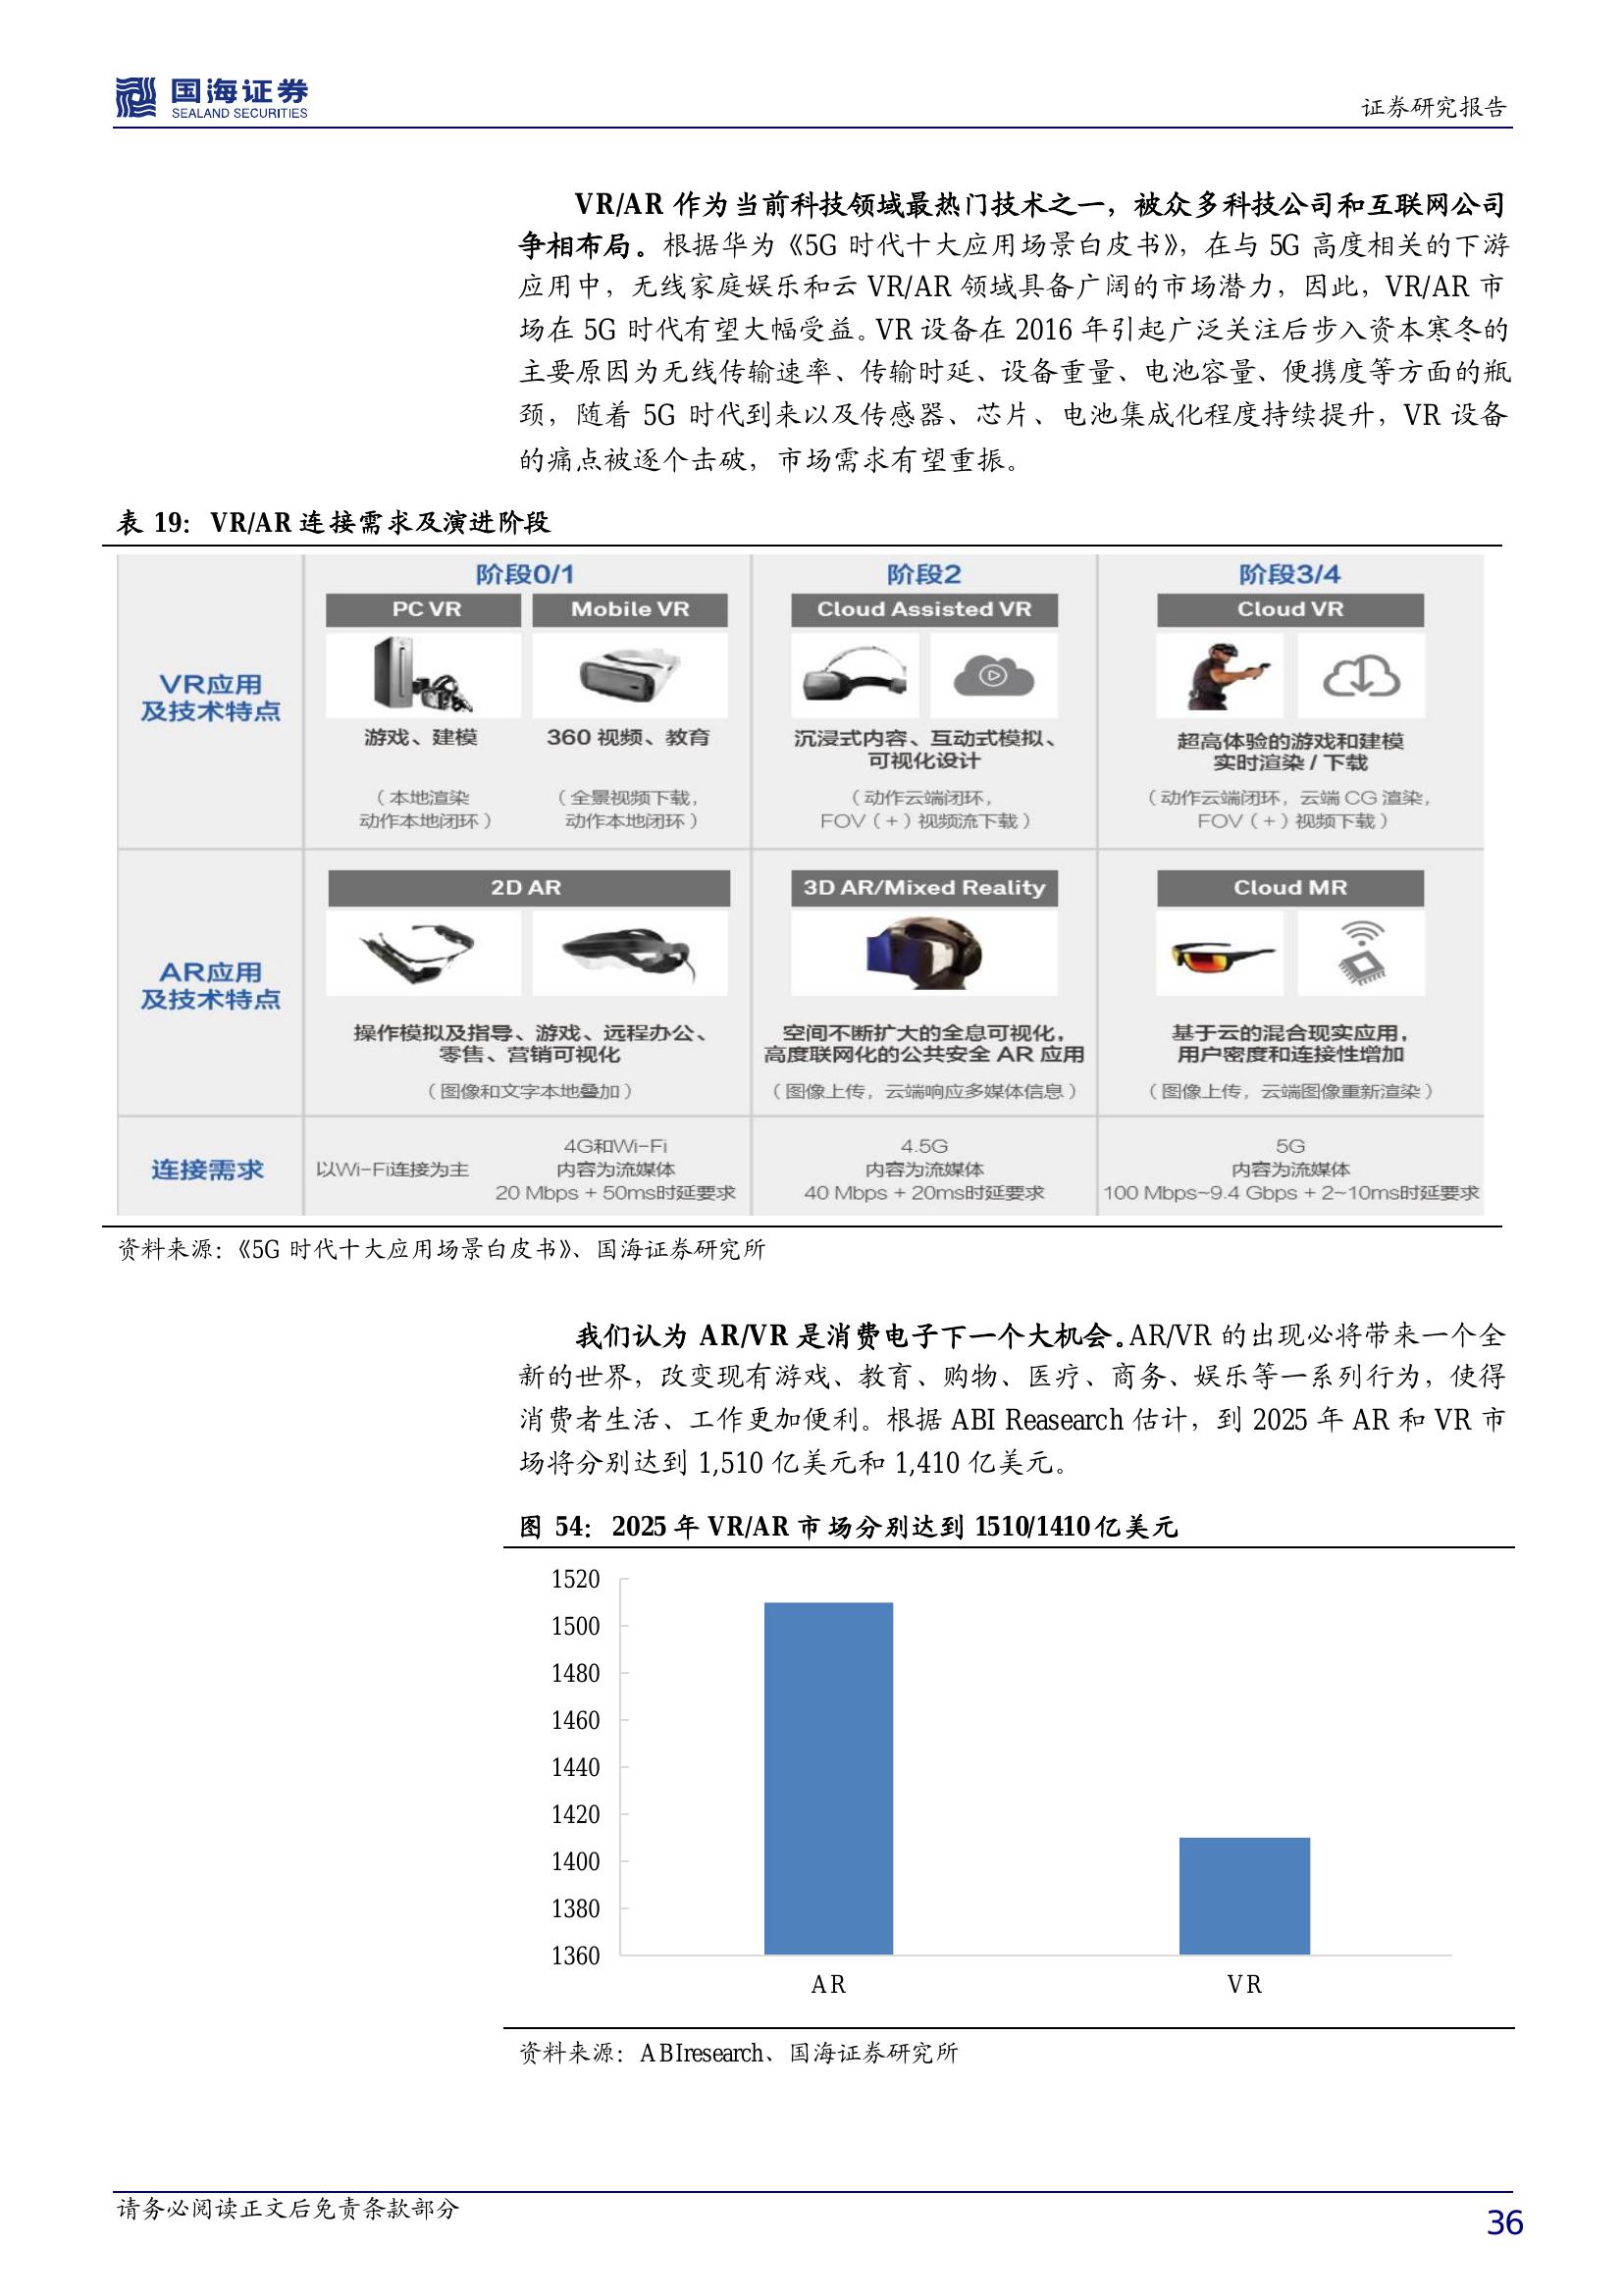 国海证券
SEALAND SECURITIES
证券研究报告
VR/AR 作为当前科技领域最热门技术之一，被众多科技公司和互联网公司
争相布局。根据华为《5G 时代十大应用场景白皮书》，在与 5G 高度相关的下游
应用中，无线家庭娱乐和云 VR/AR 领域具备广阔的市场潜力，因此，VR/AR 市
场在 5G 时代有望大幅受益。VR 设备在 2016 年引起广泛关注后步入资本寒冬的
主要原因为无线传输速率、传输时延、设备重量、电池容量、便携度等方面的瓶
颈，随着 5G 时代到来以及传感器、芯片、电池集成化程度持续提升，VR 设备
的痛点被逐个击破，市场需求有望重振。
表 19：VR/AR 连接需求及演进阶段
阶段0/1
阶段2
阶段3/4
PC VR
Mobile VR
Cloud Assisted VR
Cloud VR
VR应用
及技术特点
游戏、建模
360 视频、教育
沉浸式内容、互动式模拟、
可视化设计
超高体验的游戏和建模
实时渲染 / 下载
（本地渲染
动作本地闭环）
（全景视频下载，
动作本地闭环）
（动作云端闭环，
FOV（+）视频流下载）
（动作云端闭环，云端 CG 渲染，
FOV（+）视频下载）
2D AR
3D AR/Mixed Reality
Cloud MR
AR应用
及技术特点
操作模拟及指导、游戏、远程办公、
零售、营销可视化
空间不断扩大的全息可视化，
高度联网化的公共安全 AR 应用
基于云的混合现实应用，
用户密度和连接性增加
（图像和文字本地叠加）
（图像上传，云端响应多媒体信息）
（图像上传，云端图像重新渲染）
连接需求
以Wi-Fi连接为主
4G和Wi-Fi
内容为流媒体
20 Mbps + 50ms时延要求
4.5G
内容为流媒体
40 Mbps + 20ms时延要求
5G
内容为流媒体
100 Mbps~9.4 Gbps + 2~10ms时延要求
资料来源：《5G 时代十大应用场景白皮书》、国海证券研究所
我们认为 AR/VR 是消费电子下一个大机会。AR/VR 的出现必将带来一个全
新的世界，改变现有游戏、教育、购物、医疗、商务、娱乐等一系列行为，使得
消费者生活、工作更加便利。根据 ABI Reasearch 估计，到 2025 年 AR 和 VR 市
场将分别达到 1,510 亿美元和 1,410 亿美元。
图 54：2025 年 VR/AR 市场分别达到 1510/1410 亿美元
1520
1500
1480
1460
1440
1420
1400
1380
1360
AR
VR
资料来源：ABIresearch、国海证券研究所
请务必阅读正文后免责条款部分
36